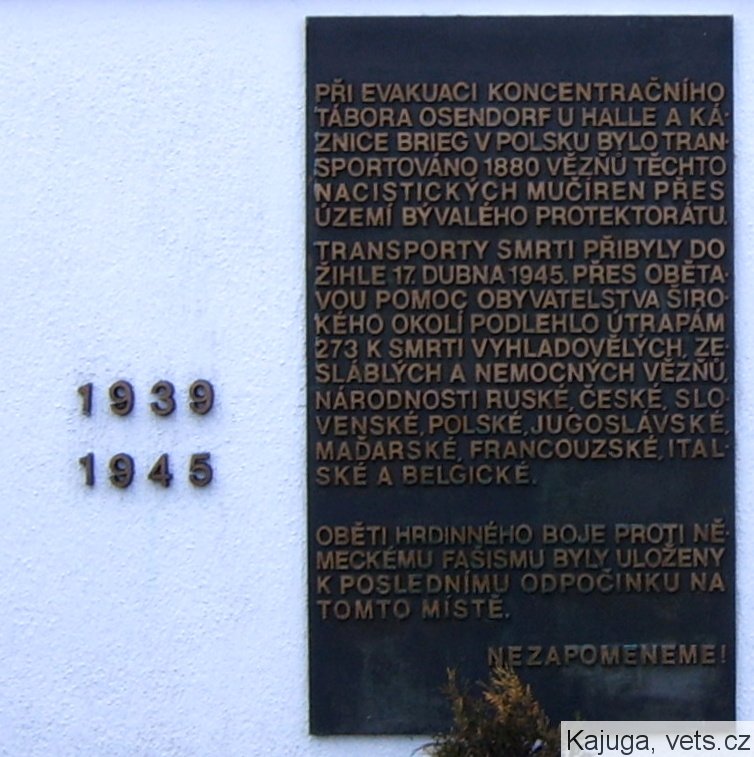 1939
1945
PŘI EVAKUACI KONCENTRAČNÍHO
TÁBORA OSENDORF U HALLE A KÁ-
ZNICE BRIEG V POLSKU BYLO TRAN-
SPORTOVÁNO 1880 VĚZŇŮ TĚCHTO
NACISTICKÝCH MUČÍREN PŘES
ÚZEMÍ BÝVALÉHO PROTEKTORÁTU.
TRANSPORTY SMRTI PŘIBYLY DO
ŽIHLE 17. DUBNA 1945. PŘES OBĚTA-
VOU POMOC OBYVATELSTVA ŠIRO-
KÉHO OKOLÍ PODLEHLO ÚTRAPÁM
273 K SMRTI VYHLADOVĚLÝCH, ZE-
SLÁBLÝCH A NEMOCNÝCH VĚZŇŮ,
NÁRODNOSTI RUSKÉ, ČESKÉ, SLO-
VENSKÉ, POLSKÉ, JUGOSLÁVSKÉ,
MAĎARSKÉ, FRANCOUZSKÉ, ITAL-
SKÉ A BELGICKÉ.
OBĚTI HRDINNÉHO BOJE PROTI NĚ-
MECKÉMU FAŠISMU BYLY ULOŽENY
K POSLEDNÍMU ODPOČINKU NA
TOMTO MÍSTĚ.
NEZAPOMENEME!
Kajuga, vets.cz